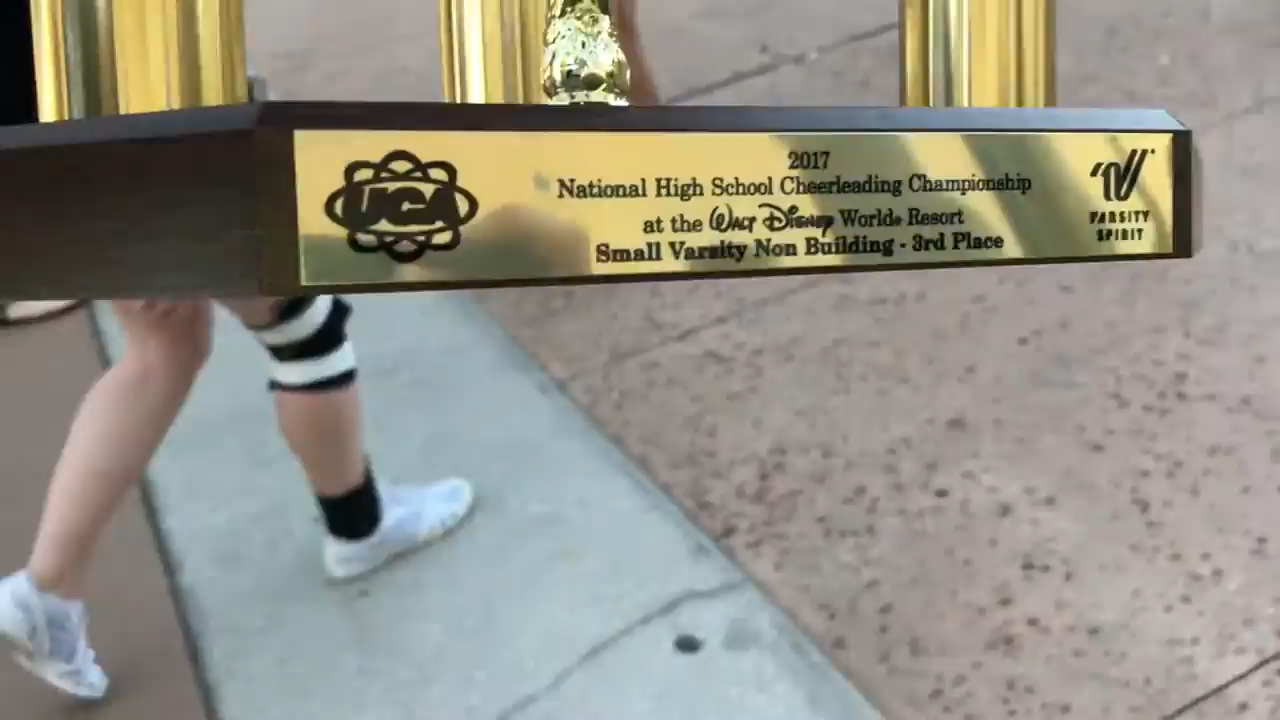 UCA
2017
National High School Cheerleading Championship
at the Walt Disney World® Resort
Small Varsity Non Building - 3rd Place
VARSITY
SPIRIT